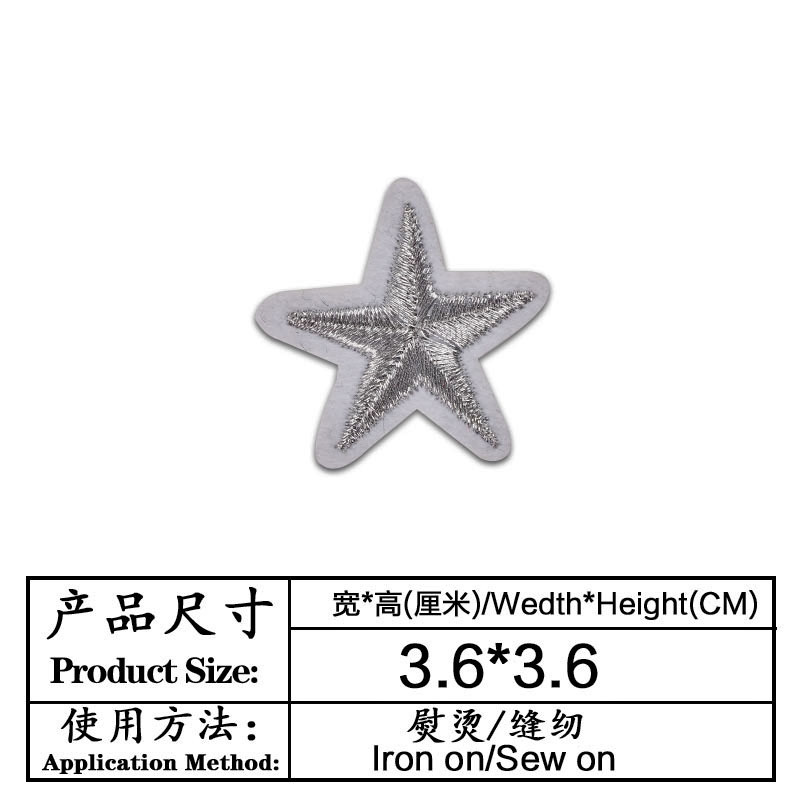 产品尺寸
Product Size:
宽*高(厘米)/Wedth*Height(CM)
3.6*3.6
使用方法：
Application Method:
熨烫/缝纫
Iron on/Sew on